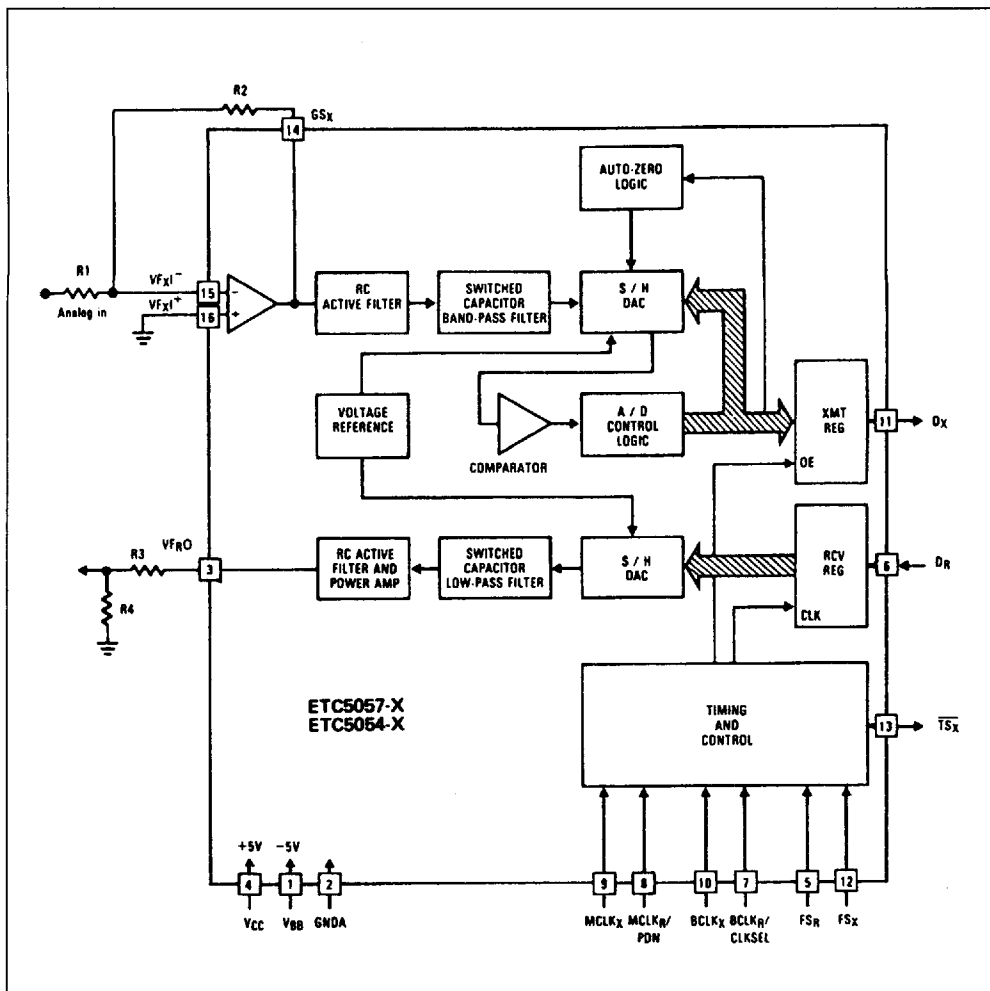 R2
14
GSX
AUTO-ZERO
LOGIC
R1
VFXI−
15
−
Analog in
VFXI+
16
+
RC
ACTIVE FILTER
SWITCHED
CAPACITOR
BAND-PASS FILTER
S / H
DAC
VOLTAGE
REFERENCE
COMPARATOR
A / D
CONTROL
LOGIC
XMT
REG
OE
11
DX
R3
VFRO
3
R4
RC ACTIVE
FILTER AND
POWER AMP
SWITCHED
CAPACITOR
LOW-PASS FILTER
S / H
DAC
RCV
REG
CLK
6
DR
ETC5057-X
ETC5054-X
TIMING
AND
CONTROL
13
TSX
+5V
−5V
4
1
2
9
8
10
7
5
12
VCC
VBB
GNDA
MCLKX
MCLKR/
PDN
BCLKX
BCLKR/
CLKSEL
FSR
FSX